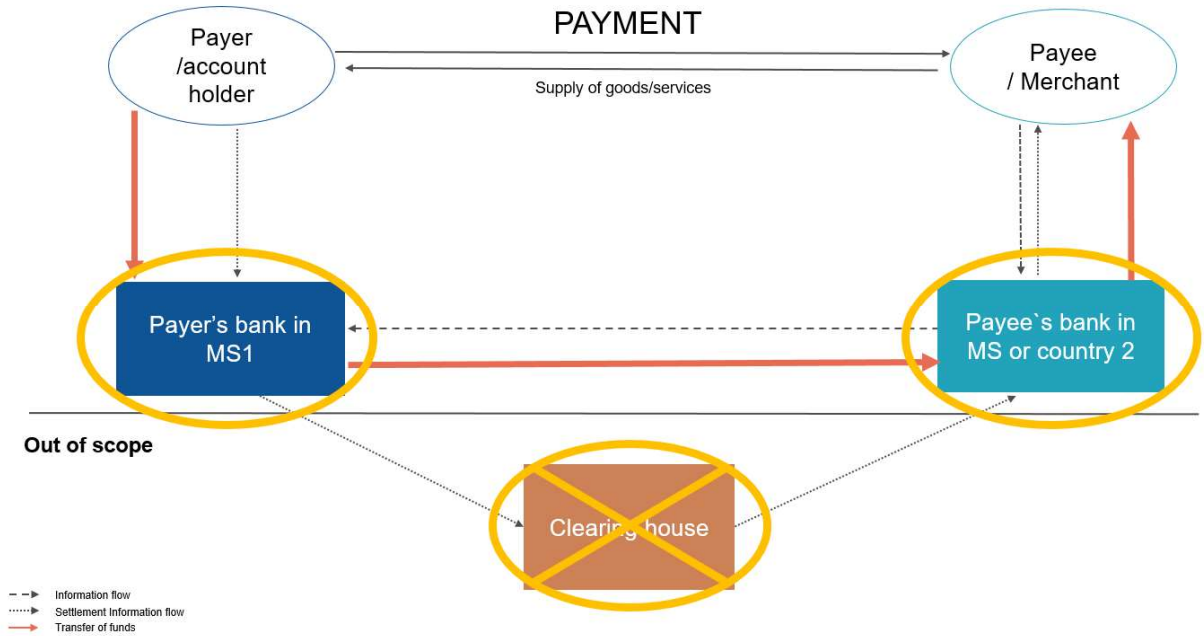 PAYMENT
Payer
/account
holder
Payee
/ Merchant
Supply of goods/services
Payer’s bank in
MS1
Payee`s bank in
MS or country 2
Out of scope
Clearing house
Information flow
Settlement Information flow
Transfer of funds